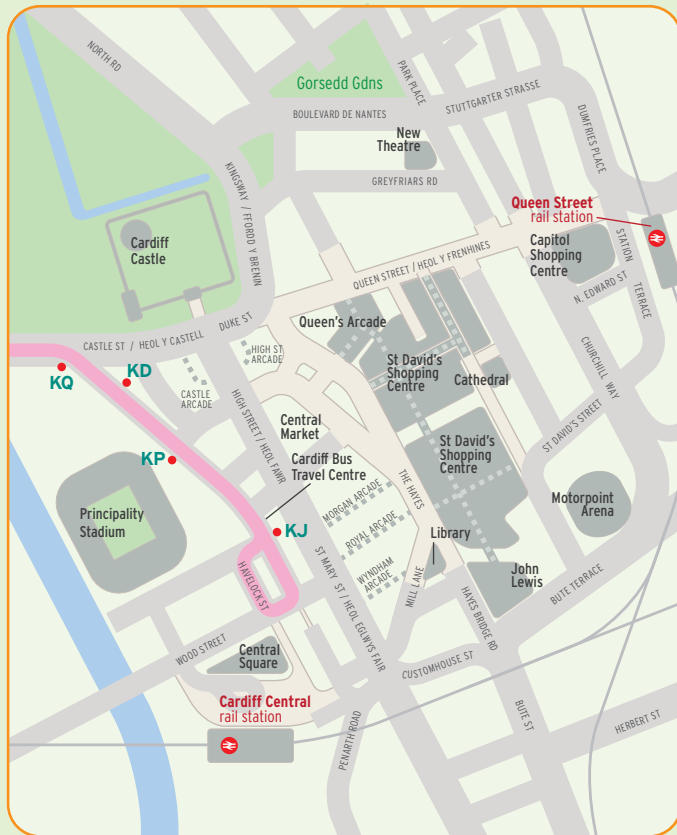 NORTH RD
Gorsedd Gdns
PARK PLACE
BOULEVARD DE NANTES
STUTTGARTER STRASSE
DUMFRIES PLACE
New
Theatre
GREYFRIARS RD
KINGSWAY / FFORDD Y BRENIN
Queen Street
rail station
Cardiff
Castle
Capitol
Shopping
Centre
STATION
TERRACE
QUEEN STREET / HEOL Y FRENHINES
N. EDWARD ST
Queen's Arcade
CASTLE ST / HEOL Y CASTELL
DUKE ST
HIGH ST
ARCADE
St David's
Shopping
Centre
Cathedral
CHURCHILL WAY
KQ
KD
CASTLE
ARCADE
HIGH STREET / HEOL FAWR
Central
Market
ST DAVID'S STREET
KP
Cardiff Bus
Travel Centre
THE HAYES
St David's
Shopping
Centre
Principality
Stadium
MORGAN ARCADE
Motorpoint
Arena
KJ
ROYAL ARCADE
Library
HAVELOCK ST
ST MARY ST / HEOL EGLWYS FAIR
WYNDHAM
ARCADE
MILL LANE
John
Lewis
HAYES BRIDGE RD
BUTE TERRACE
WOOD STREET
Central
Square
CUSTOMHOUSE ST
Cardiff Central
rail station
PENARTH ROAD
BUTE ST
HERBERT ST